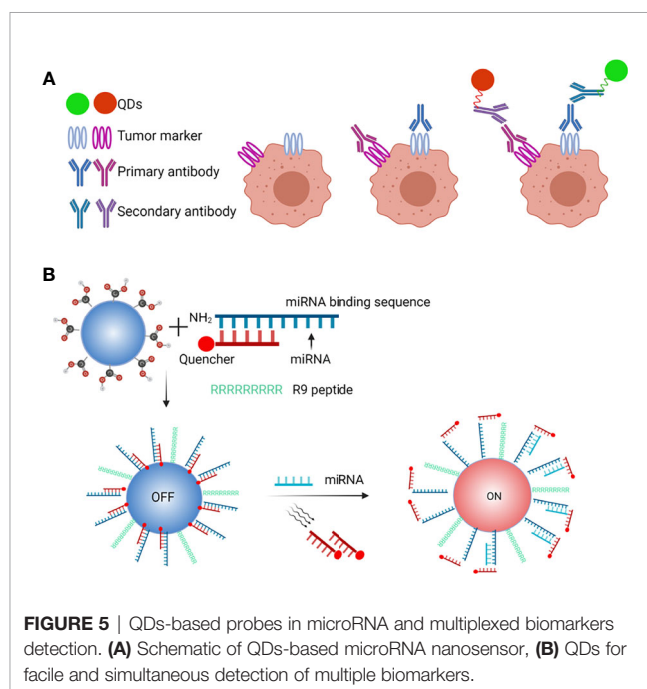 A
QDs
Tumor marker
Primary antibody
Secondary antibody
B
NH2
miRNA binding sequence
Quencher
miRNA
RRRRRRRRR R9 peptide
OFF
miRNA
ON
FIGURE 5 | QDs-based probes in microRNA and multiplexed biomarkers
detection. (A) Schematic of QDs-based microRNA nanosensor, (B) QDs for
facile and simultaneous detection of multiple biomarkers.